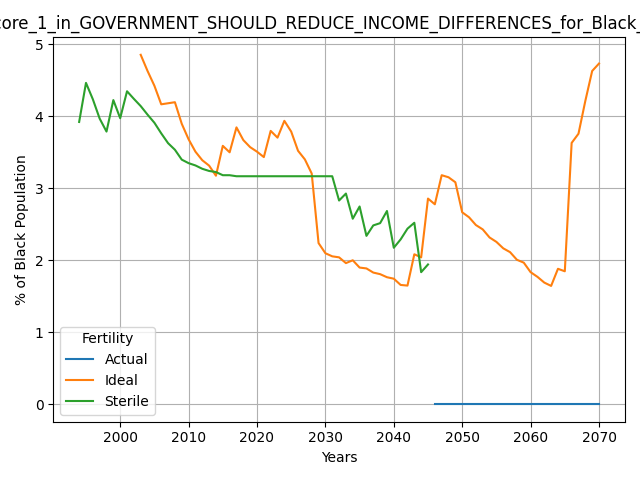 core_1_in_GOVERNMENT_SHOULD_REDUCE_INCOME_DIFFERENCES_for_Black_
% of Black Population
5
4
3
2
1
0
Fertility
Actual
Ideal
Sterile
2000 2010 2020 2030 2040 2050 2060 2070
Years